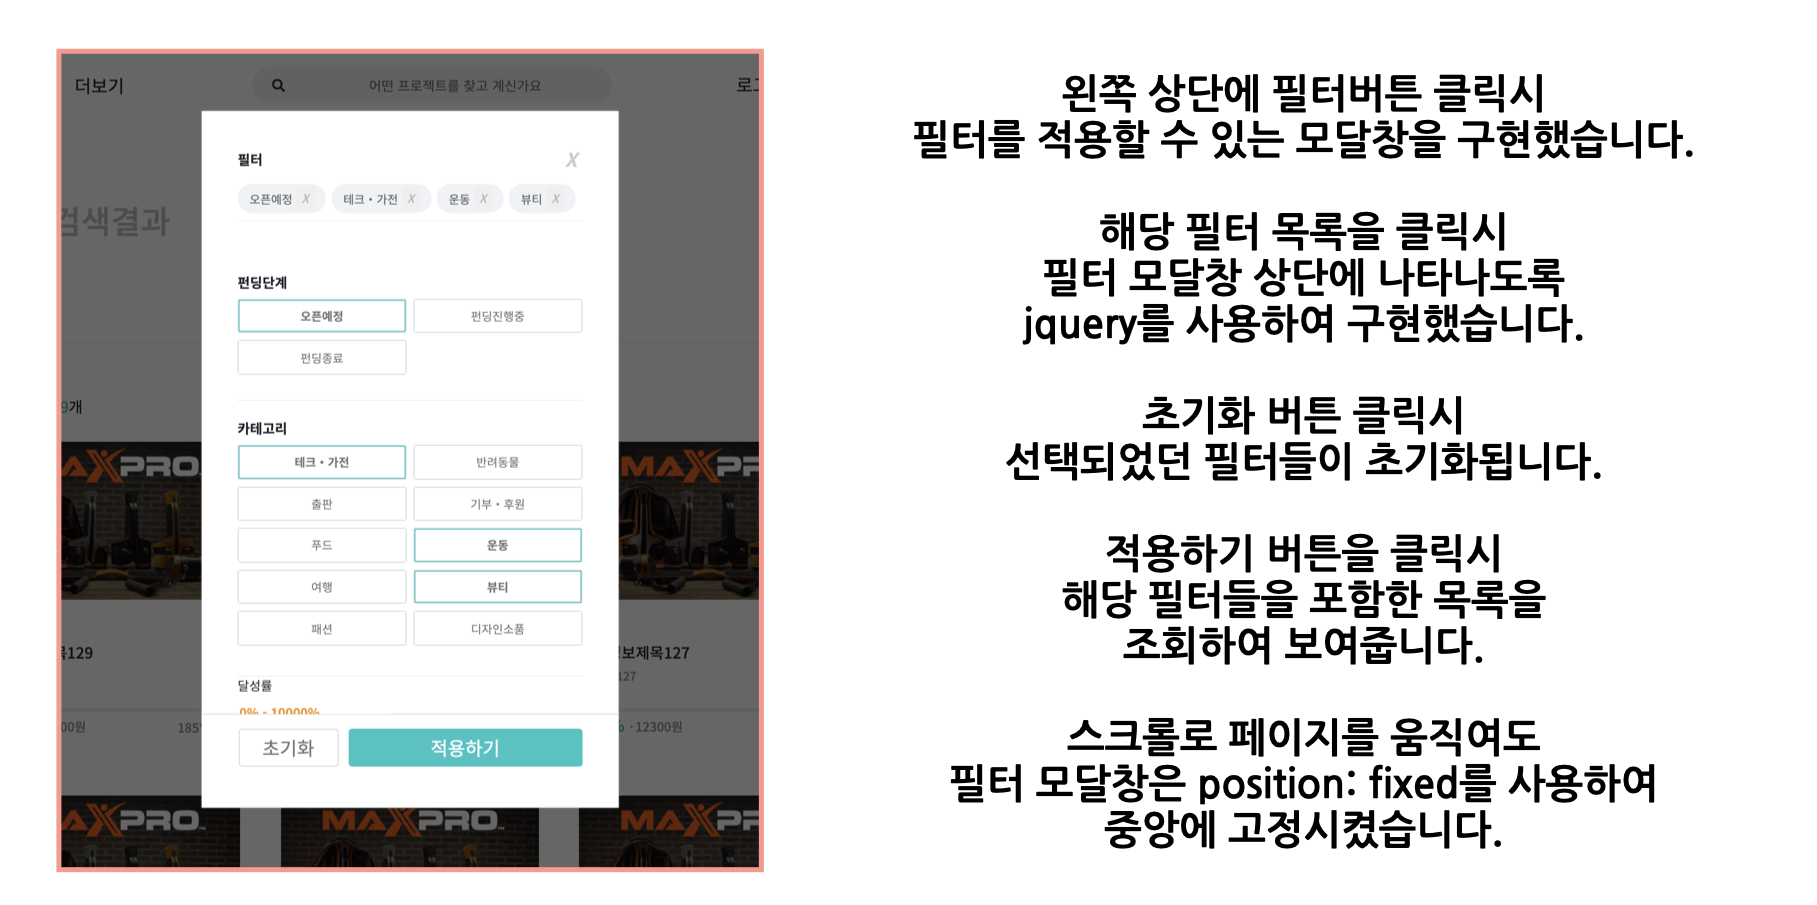 더보기
어떤 프로젝트를 찾고 계신가요
로그
필터 X
오픈예정 X 테크・가전 X 운동 X 뷰티 X
검색결과
펀딩단계
오픈예정 펀딩진행중
펀딩종료
9개
카테고리
테크・가전 반려동물
출판 기부・후원
푸드 운동
여행 뷰티
패션 디자인소품
MAXPRO
MAXPR
목129
정보제목127
127
달성률
0% - 10000%
00원 185
% ·12300원
초기화 적용하기
MAXPRO
MAXPRO
MAXPR
왼쪽 상단에 필터버튼 클릭시
필터를 적용할 수 있는 모달창을 구현했습니다.
해당 필터 목록을 클릭시
필터 모달창 상단에 나타나도록
jquery를 사용하여 구현했습니다.
초기화 버튼 클릭시
선택되었던 필터들이 초기화됩니다.
적용하기 버튼을 클릭시
해당 필터들을 포함한 목록을
조회하여 보여줍니다.
스크롤로 페이지를 움직여도
필터 모달창은 position: fixed를 사용하여
중앙에 고정시켰습니다.